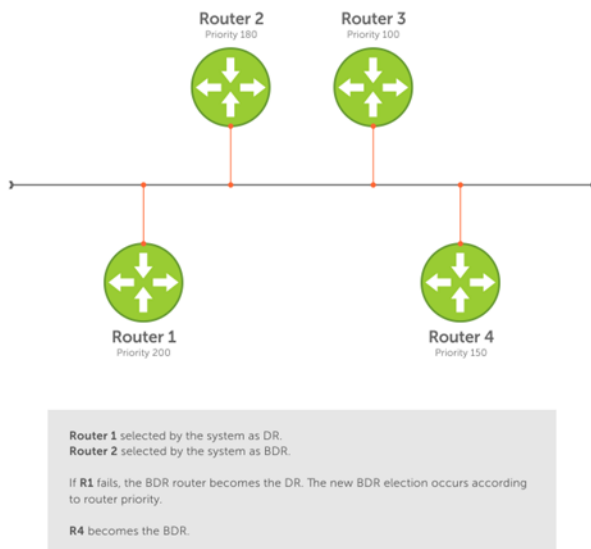 Router 2
Priority 180
Router 3
Priority 100
Router 1
Priority 200
Router 4
Priority 150
Router 1 selected by the system as DR.
Router 2 selected by the system as BDR.
If R1 fails, the BDR router becomes the DR. The new BDR election occurs according
to router priority.
R4 becomes the BDR.